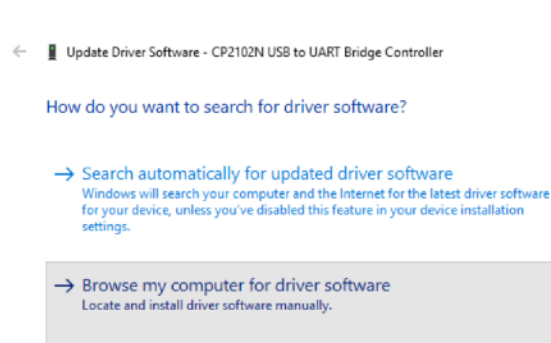 Update Driver Software - CP2102N USB to UART Bridge Controller
How do you want to search for driver software?
Search automatically for updated driver software
Windows will search your computer and the Internet for the latest driver software
for your device, unless you've disabled this feature in your device installation
settings.
Browse my computer for driver software
Locate and install driver software manually.